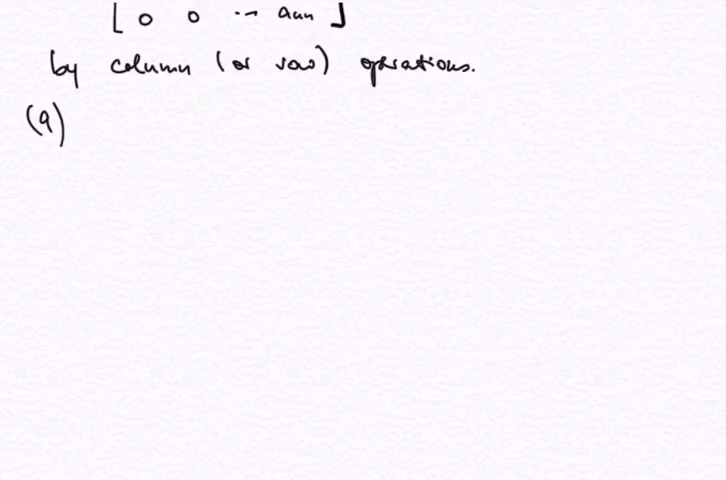 [ 0 0 ... ann ]
by column (or row) operations.
(9)